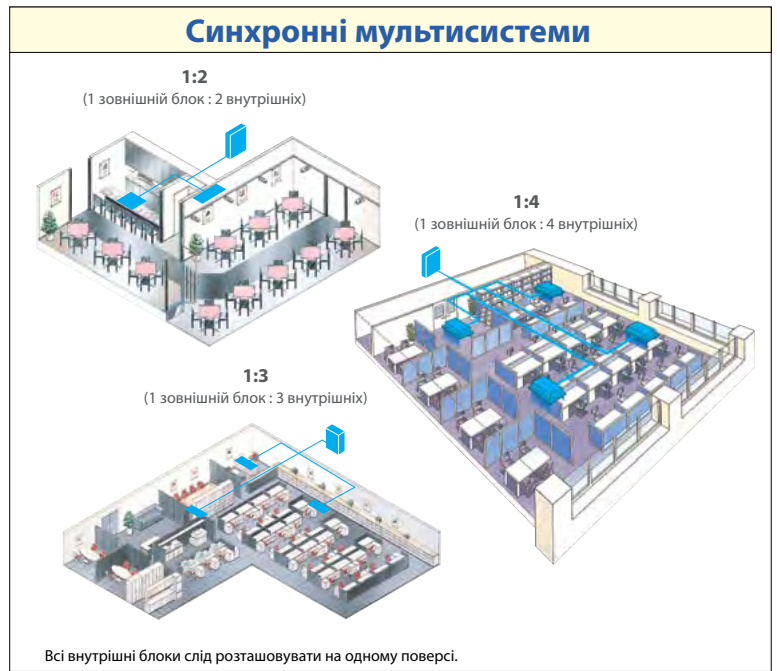 Синхронні мультисистеми
1:2
(1 зовнішній блок : 2 внутрішніх)
1:4
(1 зовнішній блок : 4 внутрішніх)
1:3
(1 зовнішній блок : 3 внутрішніх)
Всі внутрішні блоки слід розташовувати на одному поверсі.